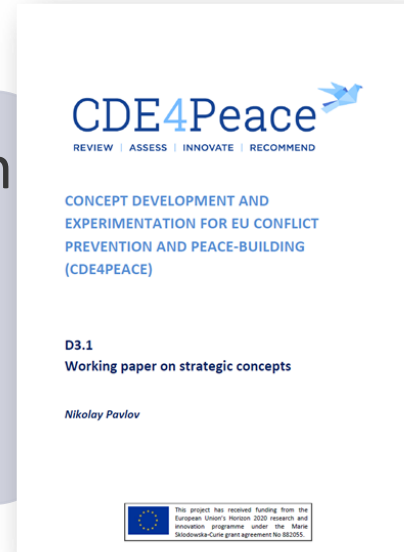 CDE4Peace
REVIEW | ASSESS | INNOVATE | RECOMMEND
CONCEPT DEVELOPMENT AND
EXPERIMENTATION FOR EU CONFLICT
PREVENTION AND PEACE-BUILDING
(CDE4PEACE)
D3.1
Working paper on strategic concepts
Nikolay Pavlov
This project has received funding from the
European Union's Horizon 2020 research and
innovation programme under the Marie
Sklodowska-Curie grant agreement No 882055.